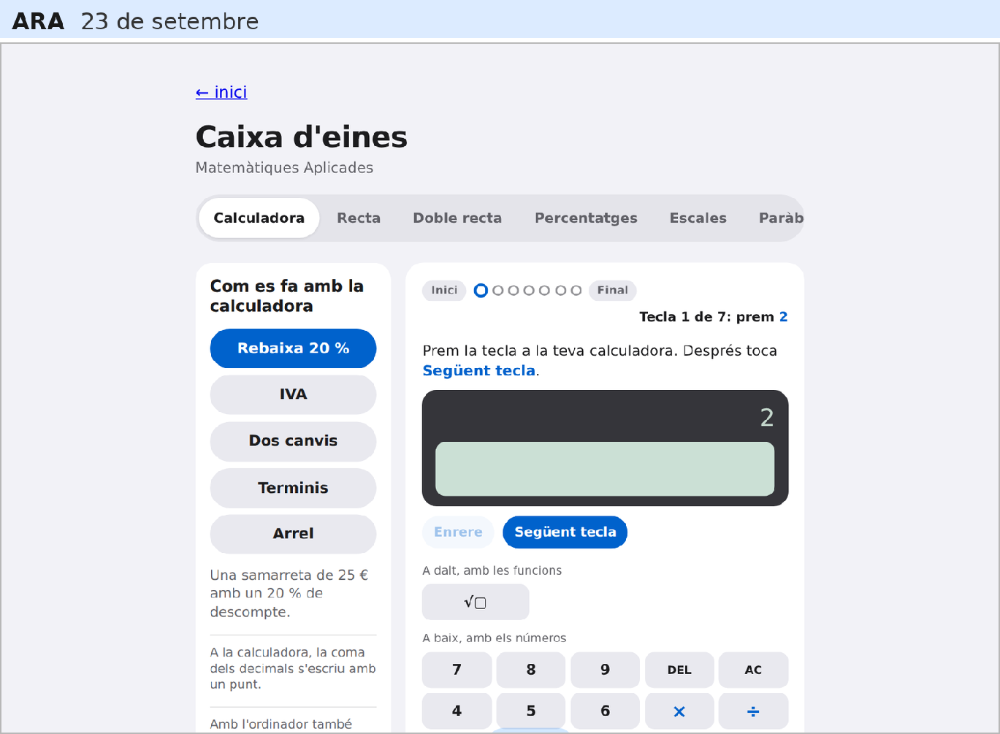 ARA 23 de setembre
← inici
Caixa d'eines
Matemàtiques Aplicades
Calculadora Recta Doble recta Percentatges Escales Paràb
Com es fa amb la
calculadora
Rebaixa 20 %
IVA
Dos canvis
Terminis
Arrel
Una samarreta de 25 €
amb un 20 % de
descompte.
A la calculadora, la coma
dels decimals s'escriu amb
un punt.
Amb l'ordinador també
Inici Final
Tecla 1 de 7: prem 2
Prem la tecla a la teva calculadora. Després toca
Següent tecla.
2
Enrere Següent tecla
A dalt, amb les funcions
√▢
A baix, amb els números
7 8 9 DEL AC
4 5 6 × ÷